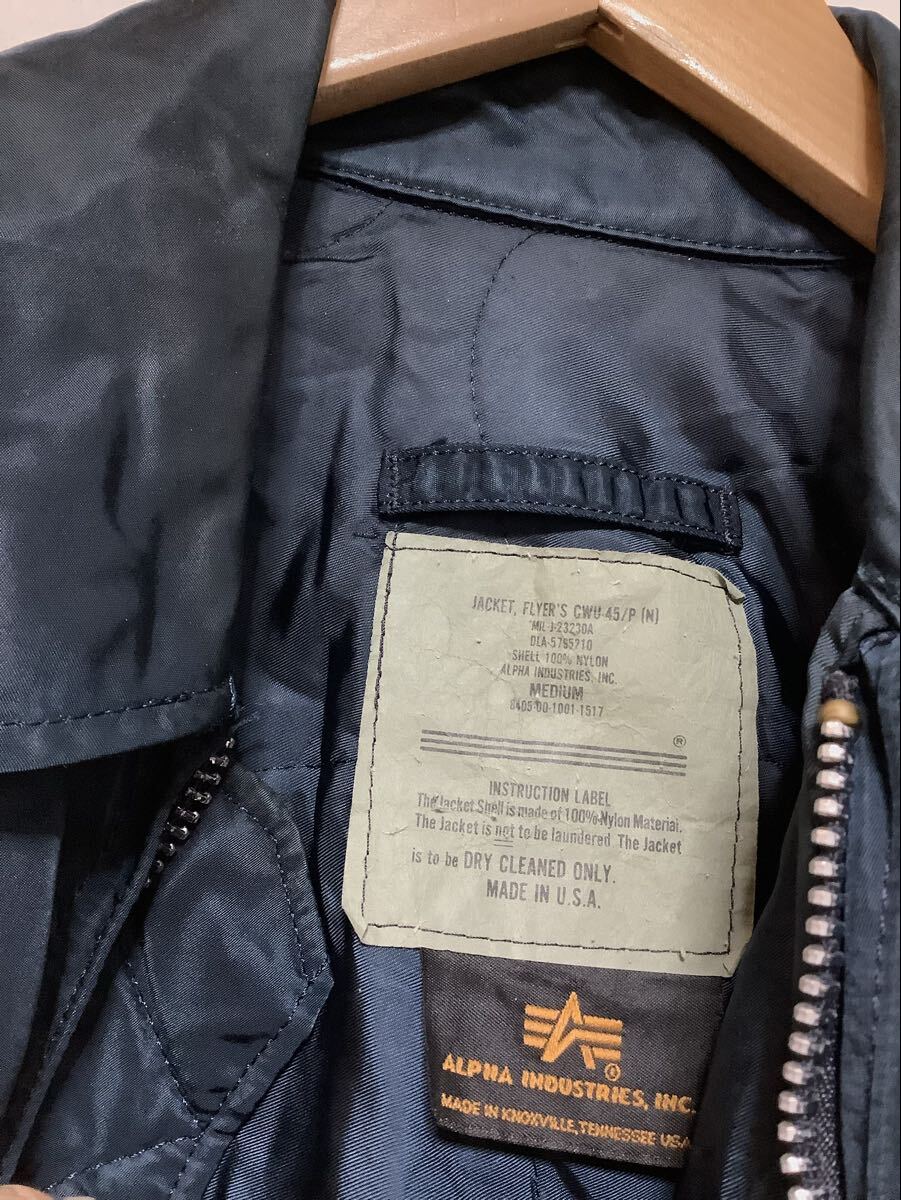 JACKET, FLYER'S CWU-45/P (N)
MIL-J-23230A
DLA-5785210
SHELL 100% NYLON
ALPHA INDUSTRIES, INC.
MEDIUM
8405-00-1001-1517
®
INSTRUCTION LABEL
The Jacket Shell is made of 100% Nylon Material.
The Jacket is not to be laundered The Jacket
is to be DRY CLEANED ONLY.
MADE IN U.S.A.
®
ALPHA INDUSTRIES, INC.
MADE IN KNOXVILLE, TENNESSEE USA